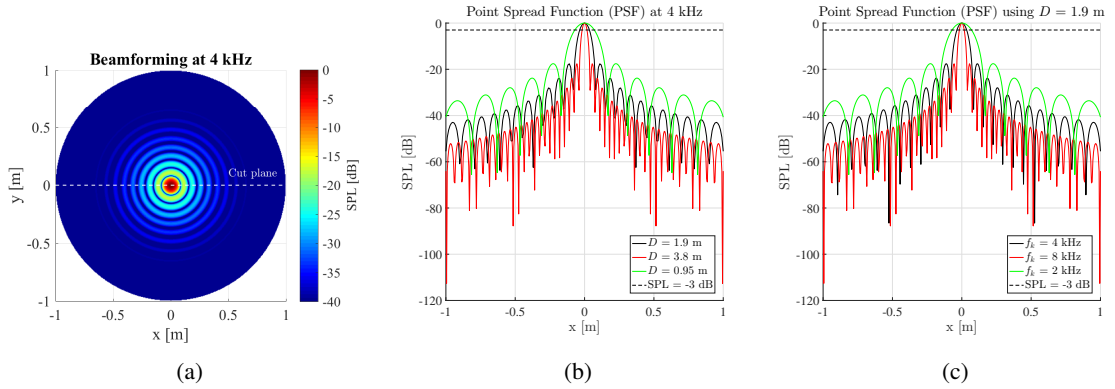 Beamforming at 4 kHz
1
0.5
0
-0.5
-1
y [m]
Cut plane
-1
-0.5
0
0.5
1
x [m]
0
-5
-10
-15
-20
-25
-30
-35
-40
SPL [dB]
(a)
Point Spread Function (PSF) at 4 kHz
0
-20
-40
-60
-80
-100
-120
SPL [dB]
D = 1.9 m
D = 3.8 m
D = 0.95 m
SPL = -3 dB
-1
-0.5
0
0.5
1
x [m]
(b)
Point Spread Function (PSF) using D = 1.9 m
0
-20
-40
-60
-80
-100
-120
SPL [dB]
fk = 4 kHz
fk = 8 kHz
fk = 2 kHz
SPL = -3 dB
-1
-0.5
0
0.5
1
x [m]
(c)